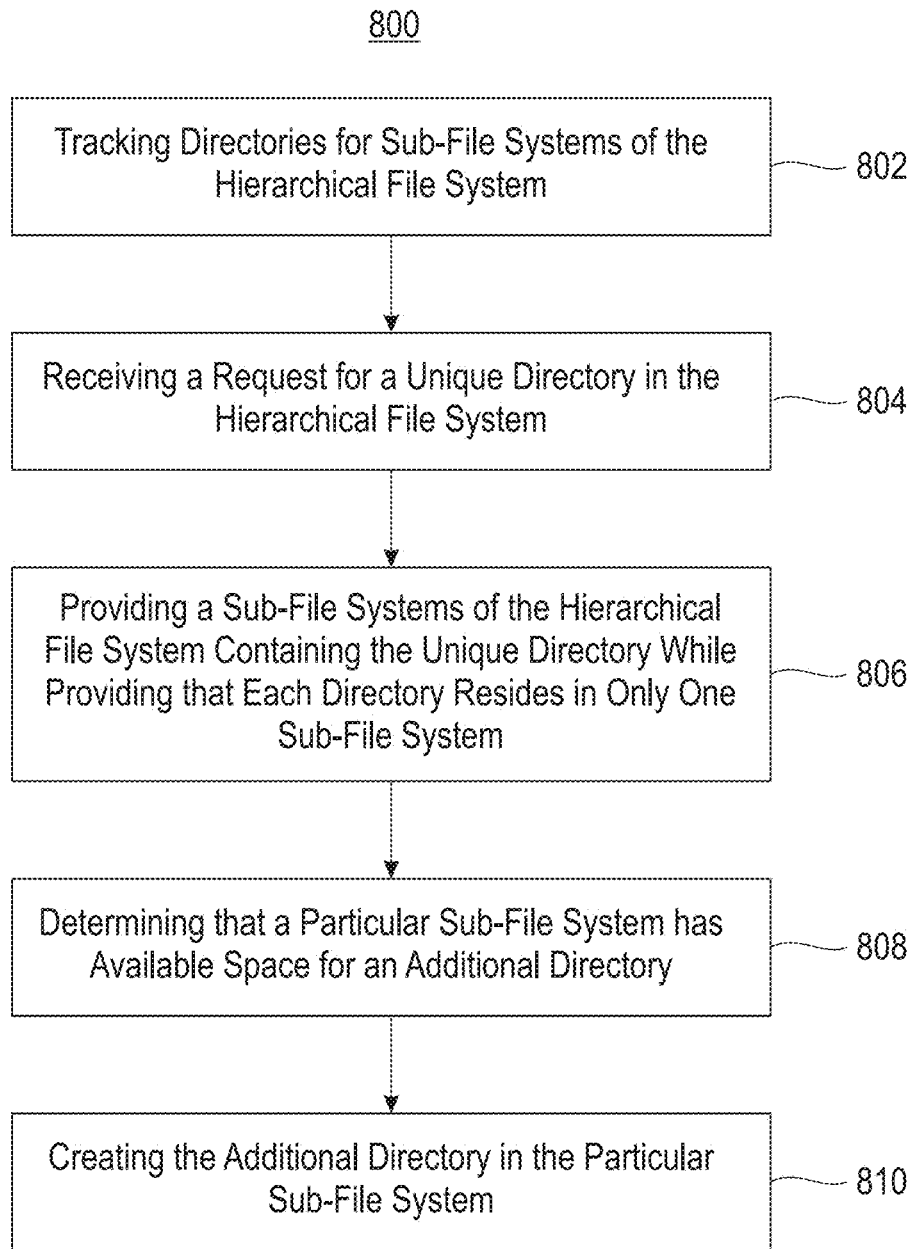 800
Tracking Directories for Sub-File Systems of the
Hierarchical File System
802
Receiving a Request for a Unique Directory in the
Hierarchical File System
804
Providing a Sub-File Systems of the Hierarchical
File System Containing the Unique Directory While
Providing that Each Directory Resides in Only One
Sub-File System
806
Determining that a Particular Sub-File System has
Available Space for an Additional Directory
808
Creating the Additional Directory in the Particular
Sub-File System
810